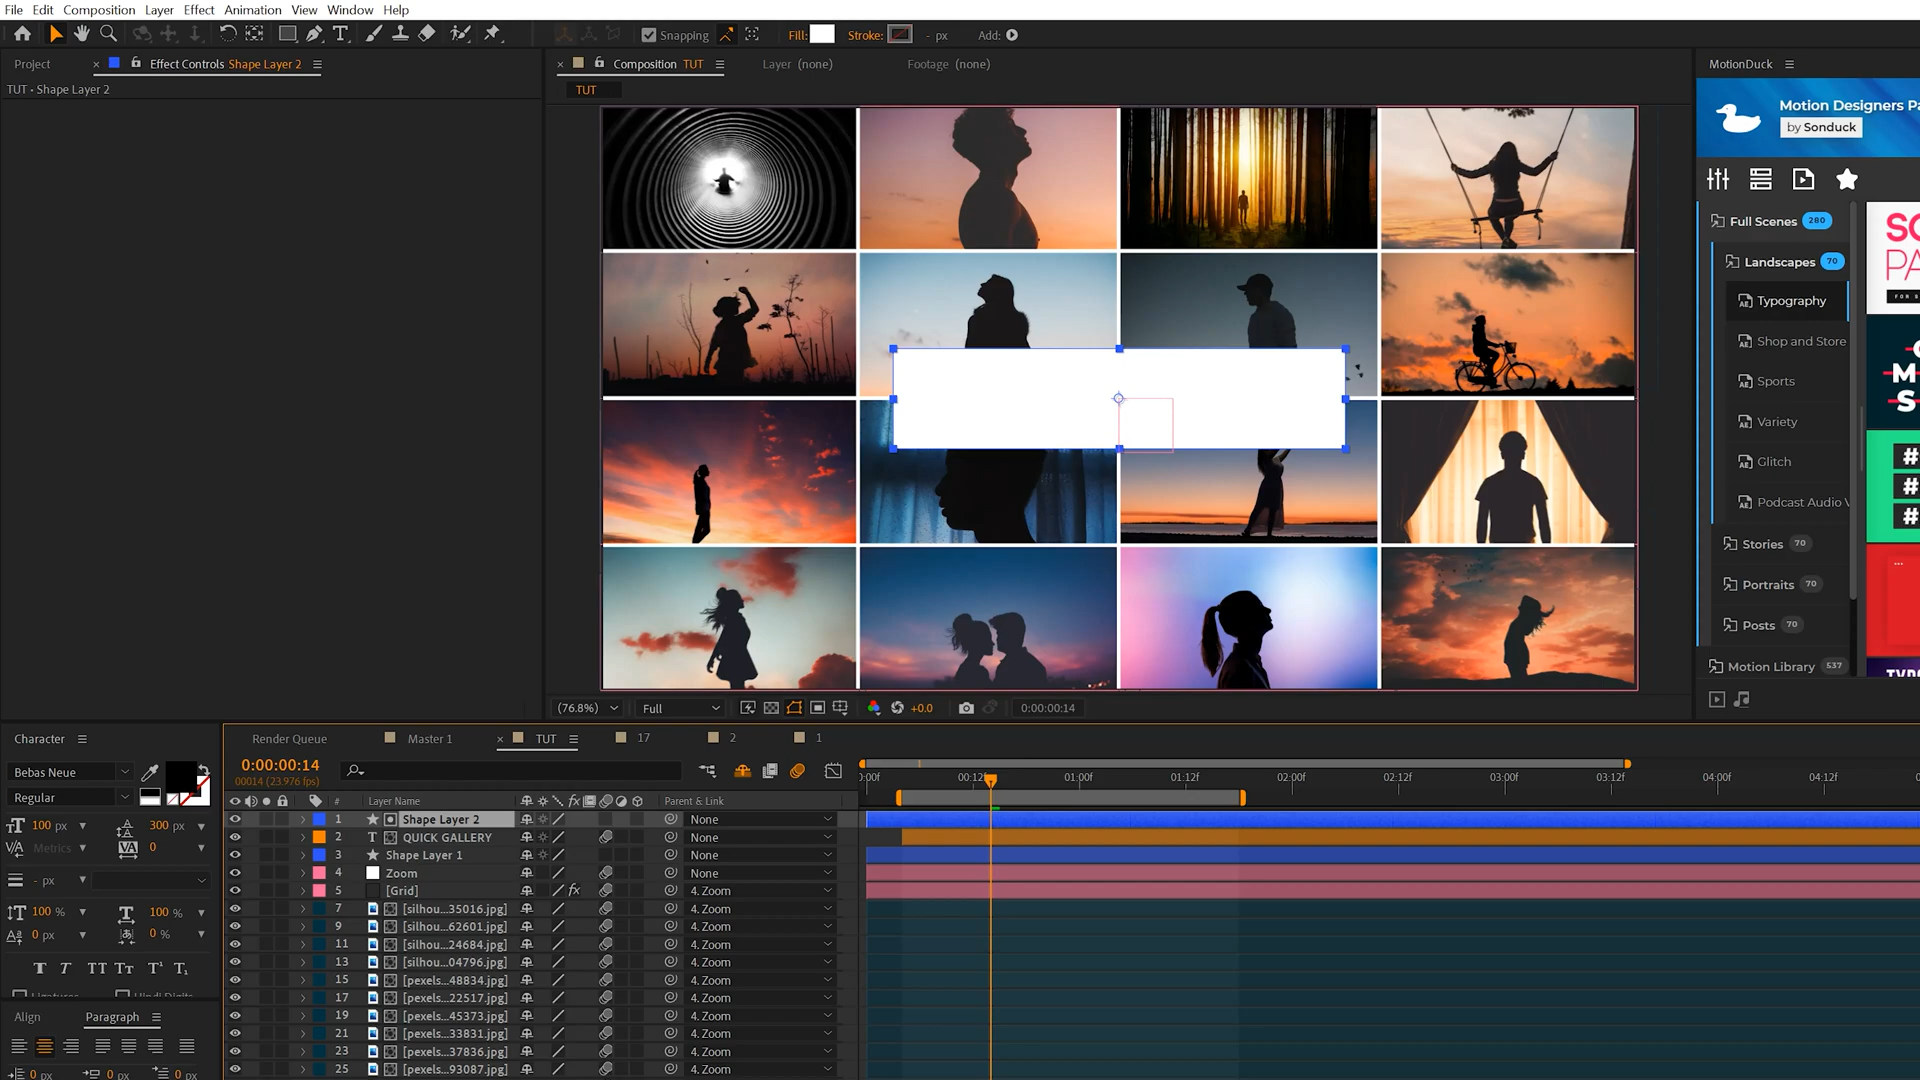 File Edit Composition Layer Effect Animation View Window Help
Snapping Fill: Stroke: - px Add:
Project × Effect Controls Shape Layer 2
TUT • Shape Layer 2
× Composition TUT Layer (none) Footage (none)
TUT
MotionDuck
Motion Designers Pa
by Sonduck
Full Scenes 280
Landscapes 70
Typography
Shop and Store
Sports
Variety
Glitch
Podcast Audio V
Stories 70
Portraits 70
Posts 70
Motion Library 537
(76.8%) Full +0.0 0:00:00:14
Character
Bebas Neue
Regular
100 px 300 px
Metrics 0
- px
100 % 100 %
0 px 0 %
Align Paragraph
0 px 0 px 0 px
Render Queue Master 1 × TUT 17 2 1
0:00:00:14
00014 (23.976 fps)
:00f 00:12f 01:00f 01:12f 02:00f 02:12f 03:00f 03:12f 04:00f 04:12f
# Layer Name fx Parent & Link
1 Shape Layer 2 None
2 T QUICK GALLERY None
3 Shape Layer 1 None
4 Zoom None
5 [Grid] fx 4. Zoom
7 [silhou...35016.jpg] 4. Zoom
9 [silhou...62601.jpg] 4. Zoom
11 [silhou...24684.jpg] 4. Zoom
13 [silhou...04796.jpg] 4. Zoom
15 [pexels...48834.jpg] 4. Zoom
17 [pexels...22517.jpg] 4. Zoom
19 [pexels...45373.jpg] 4. Zoom
21 [pexels...33831.jpg] 4. Zoom
23 [pexels...37836.jpg] 4. Zoom
25 [pexels...93087.jpg] 4. Zoom